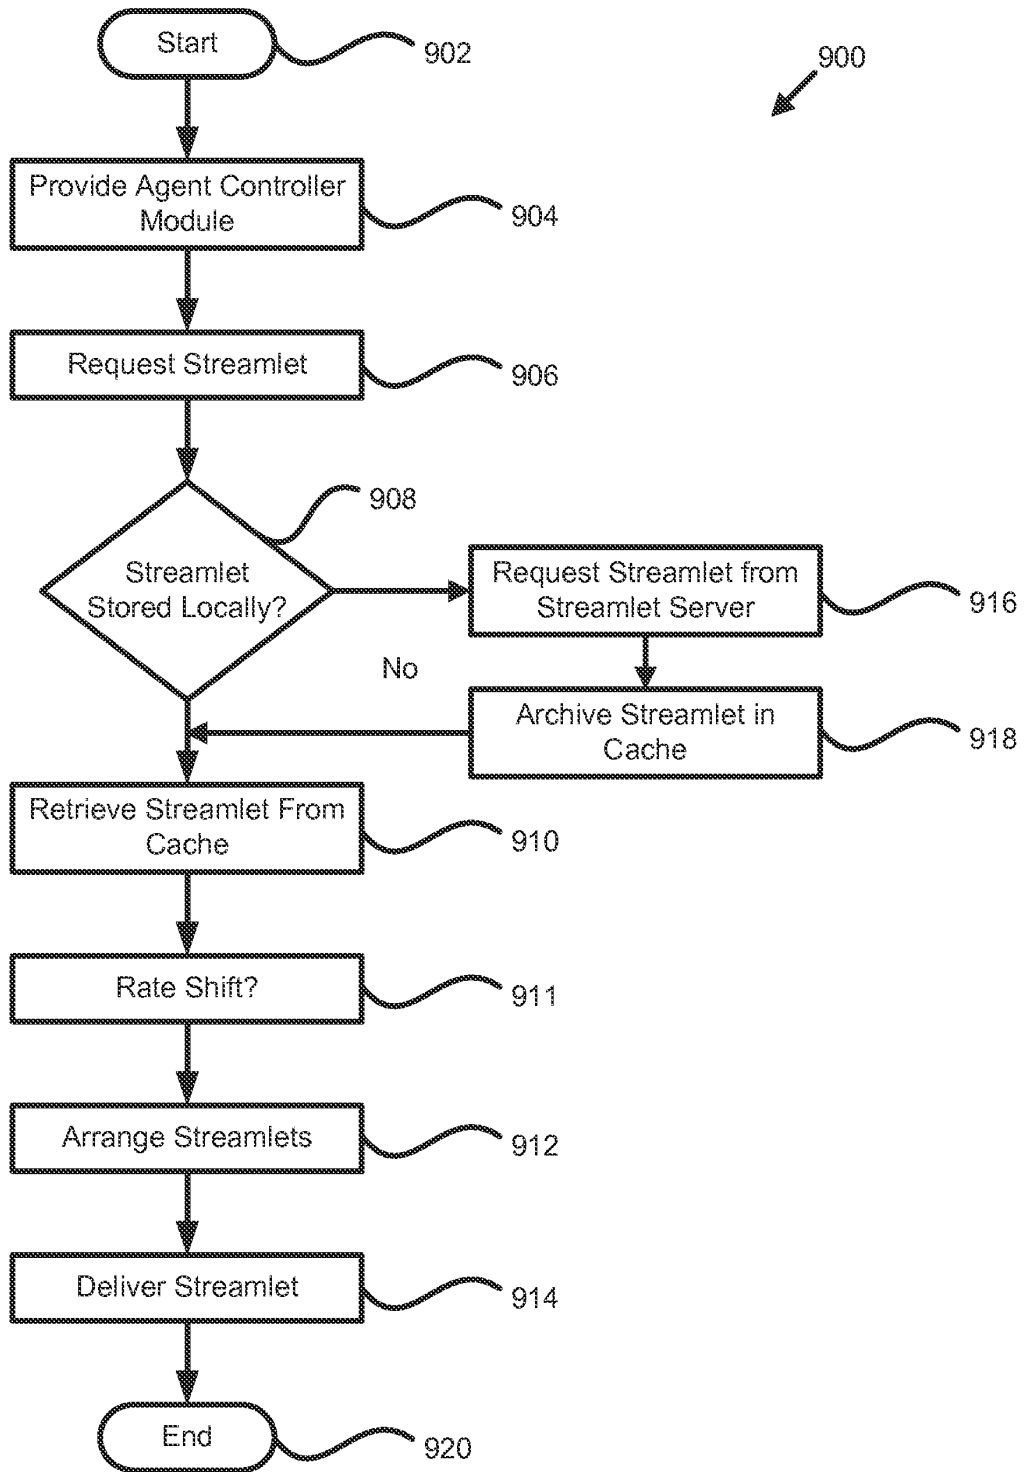 Start
902
900
Provide Agent Controller
Module
904
Request Streamlet
906
908
Streamlet
Stored Locally?
Request Streamlet from
Streamlet Server
916
No
Archive Streamlet in
Cache
918
Retrieve Streamlet From
Cache
910
Rate Shift?
911
Arrange Streamlets
912
Deliver Streamlet
914
End
920